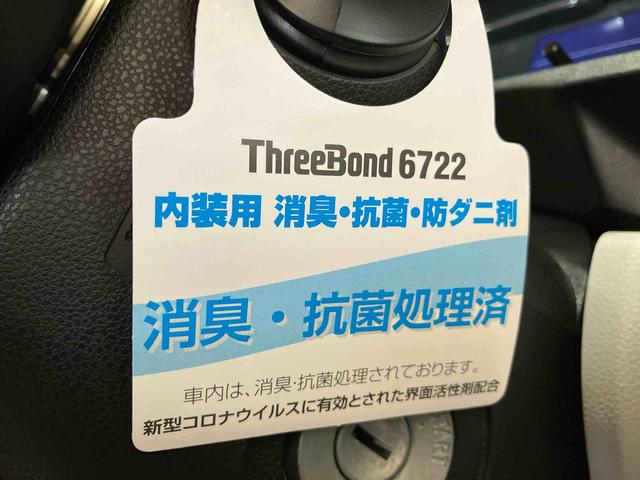 ThreeBond 6722
内装用 消臭・抗菌・防ダニ剤
消臭・抗菌処理済
車内は、消臭・抗菌処理されております。
新型コロナウイルスに有効とされた界面活性剤配合
START